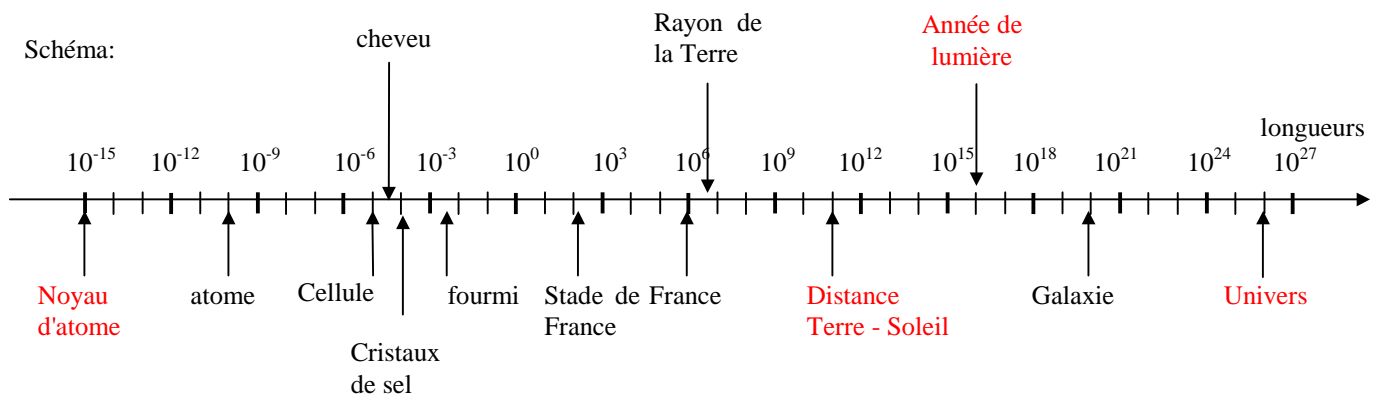 Schéma:
cheveu
Rayon de
la Terre
Année de
lumière
longueurs
10⁻¹⁵ 10⁻¹² 10⁻⁹ 10⁻⁶ 10⁻³ 10⁰ 10³ 10⁶ 10⁹ 10¹² 10¹⁵ 10¹⁸ 10²¹ 10²⁴ 10²⁷
Noyau
d'atome
atome
Cellule
Cristaux
de sel
fourmi
Stade de
France
France
Distance
Terre - Soleil
Galaxie
Univers